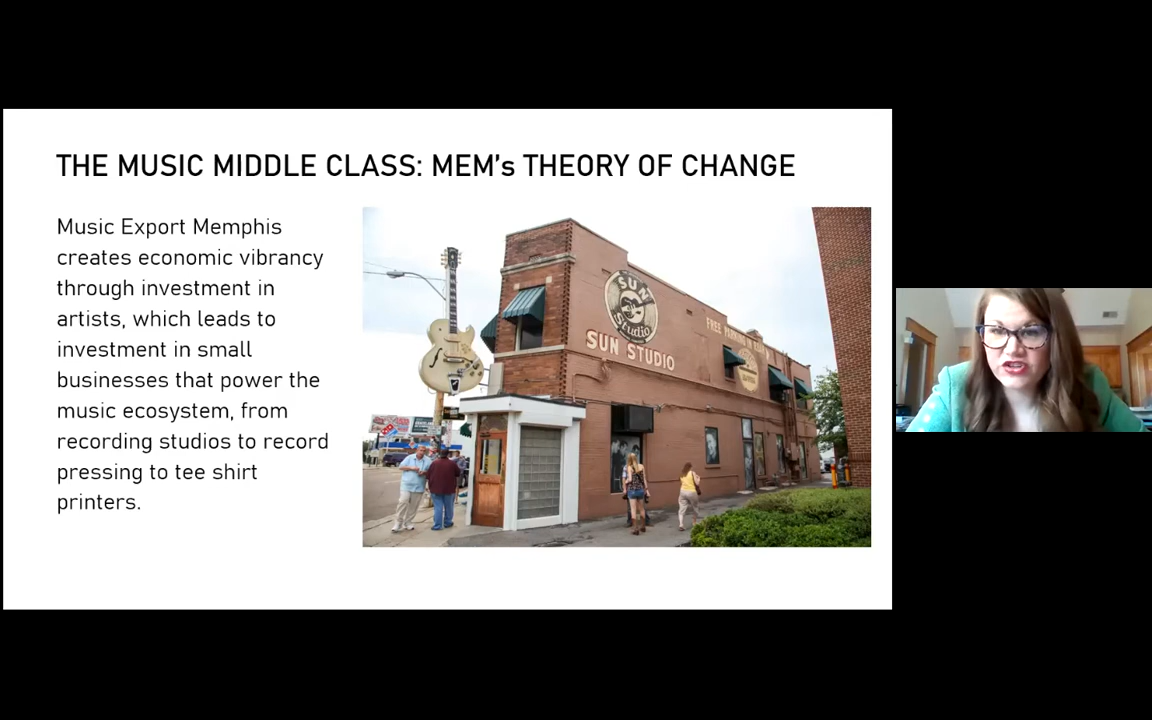 THE MUSIC MIDDLE CLASS: MEM's THEORY OF CHANGE
Music Export Memphis
creates economic vibrancy
through investment in
artists, which leads to
investment in small
businesses that power the
music ecosystem, from
recording studios to record
pressing to tee shirt
printers.
SUN
Studio
SUN STUDIO
FREE PARKING IN